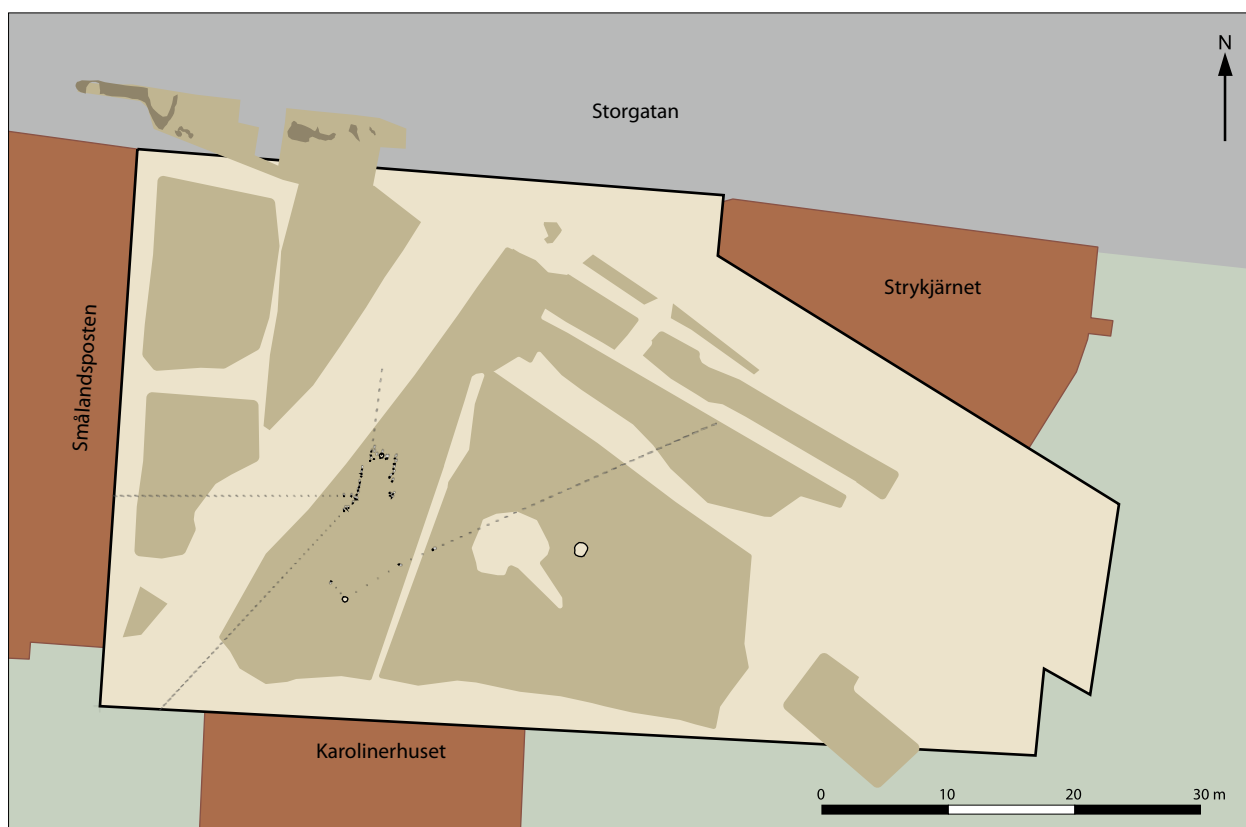 N
Storgatan
Strykjärnet
Smålandsposten
Karolinerhuset
0 10 20 30 m